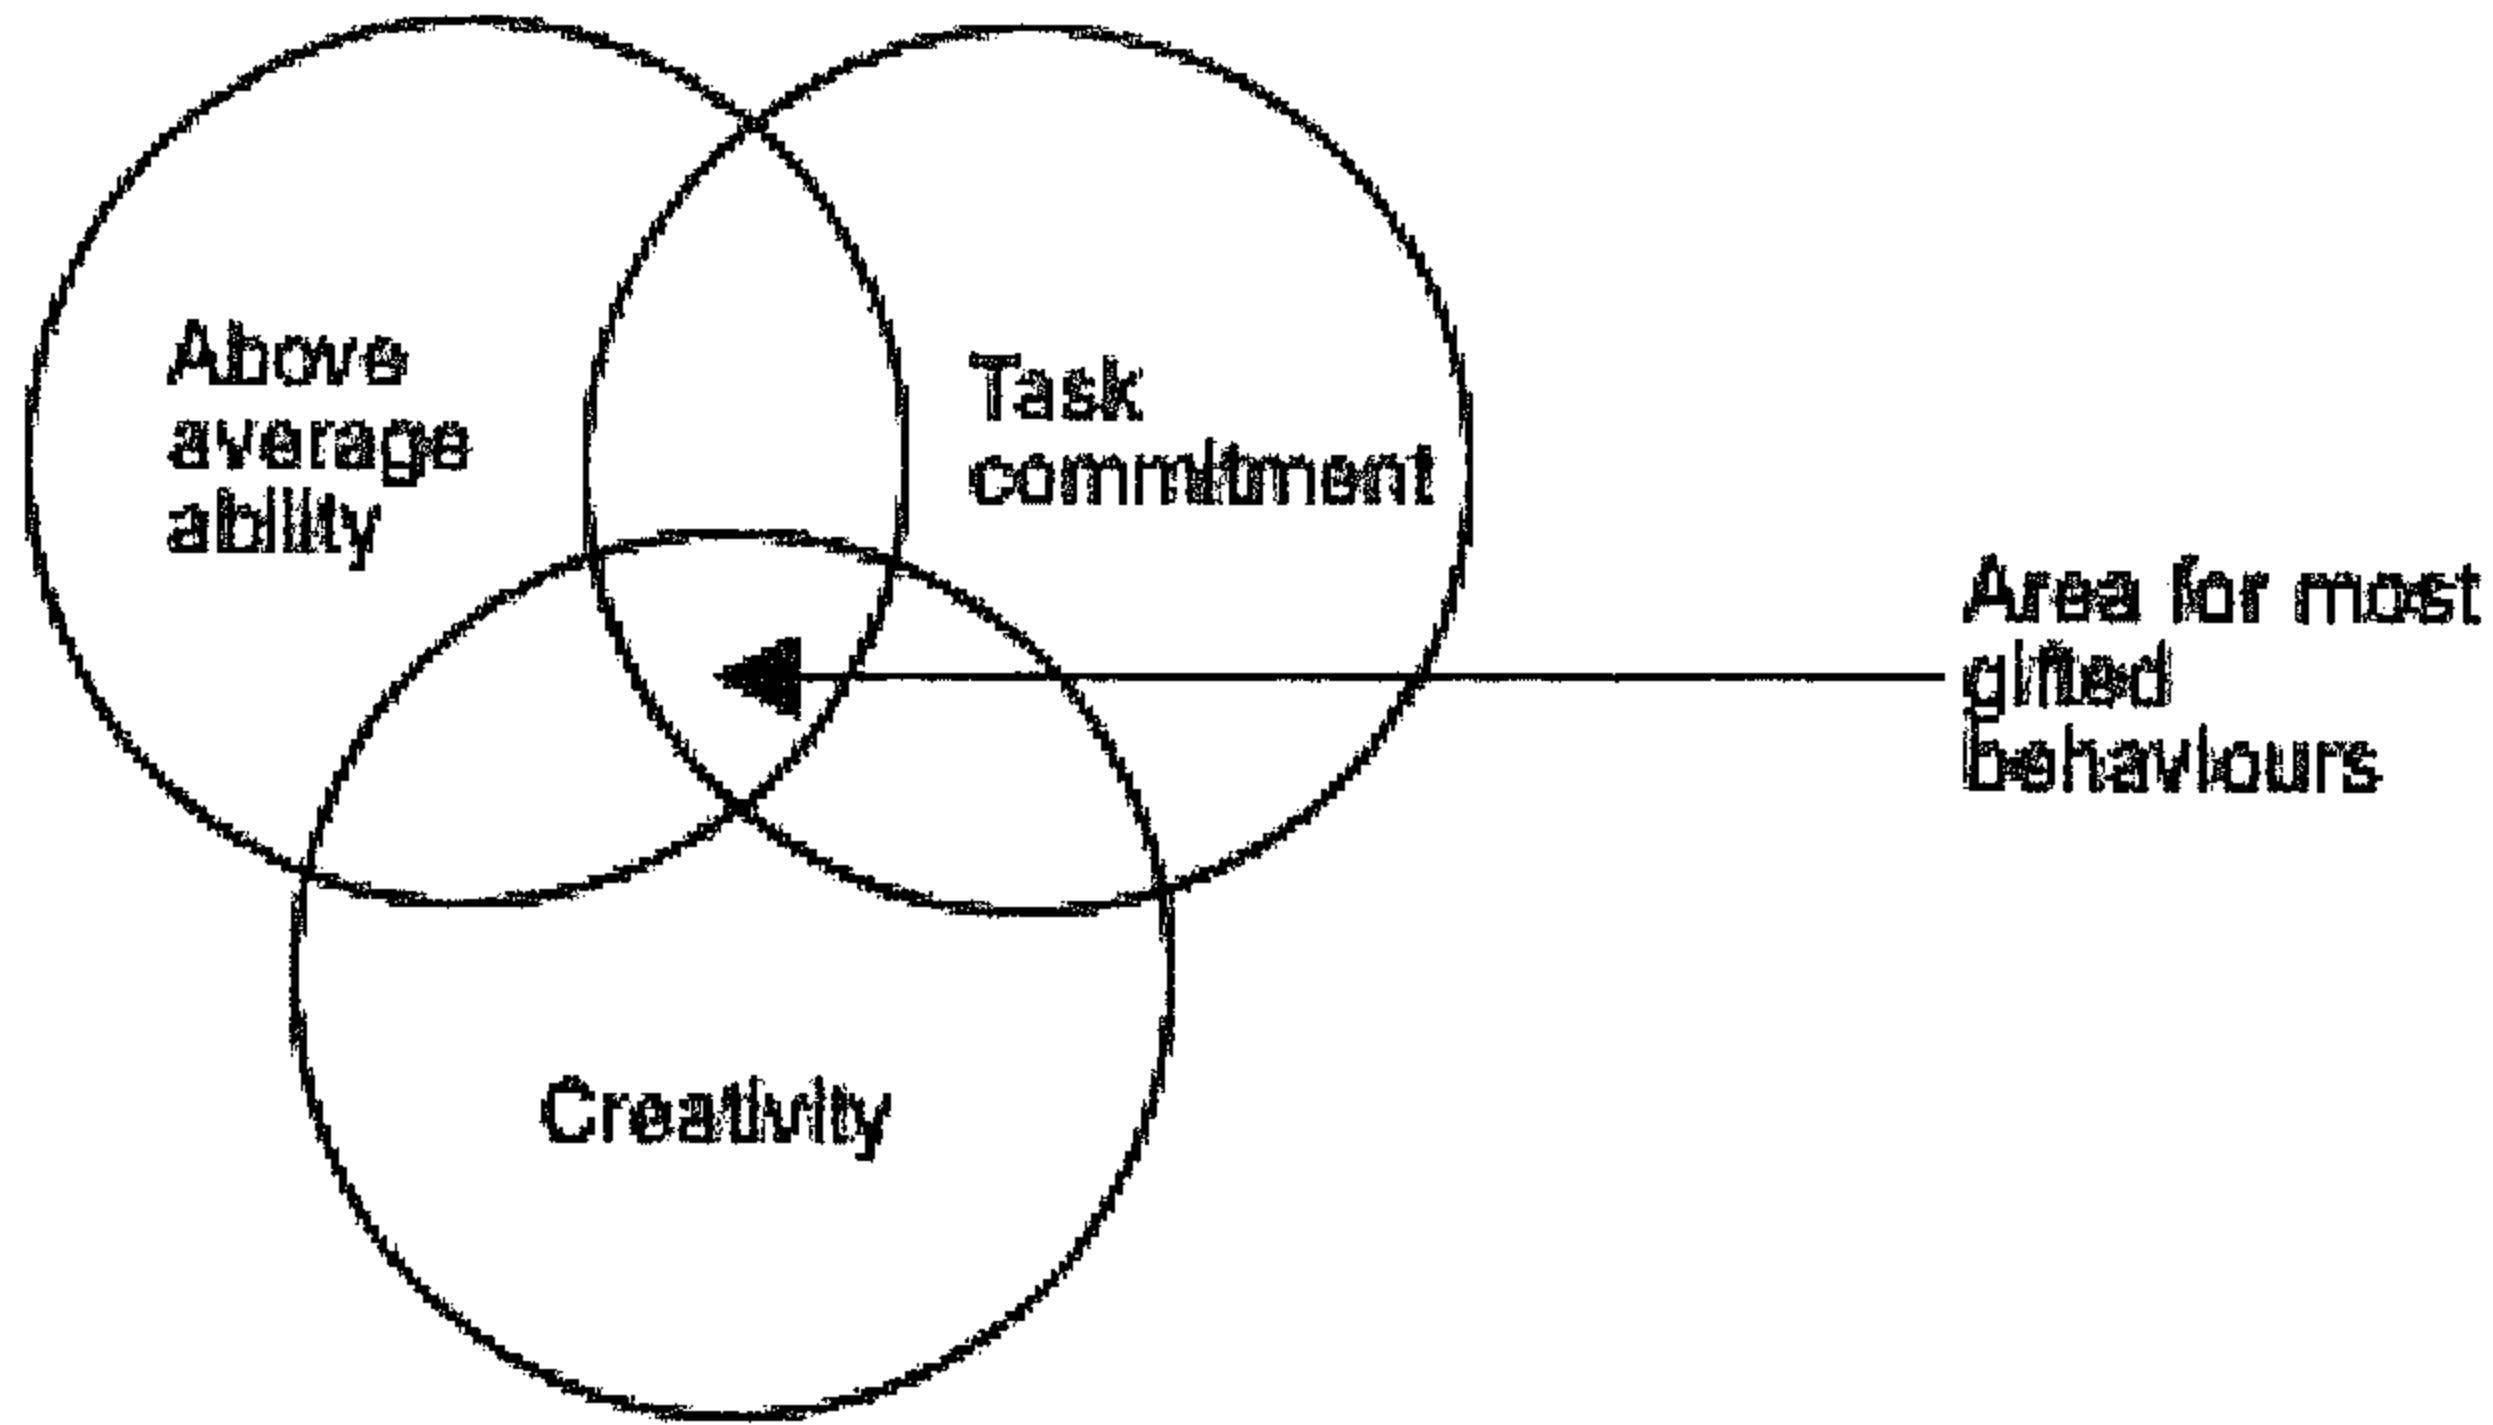 Above
average
ability
Task
commitment
Area for most
gifted
behaviours
Creativity